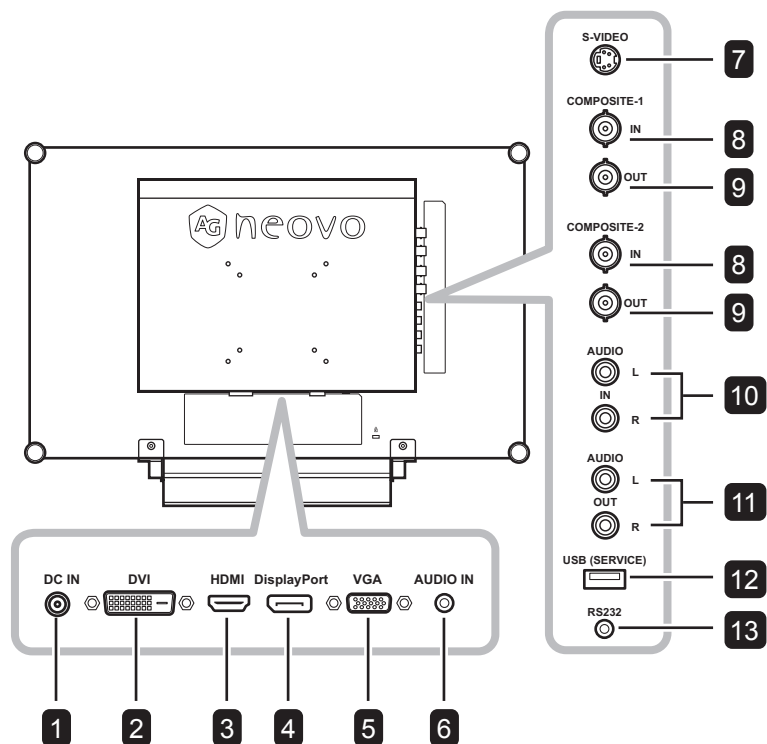 S-VIDEO
7
COMPOSITE-1
IN
8
OUT
9
AG neovo
COMPOSITE-2
IN
8
OUT
9
AUDIO
L
IN
10
R
AUDIO
L
OUT
11
R
USB (SERVICE)
12
RS232
13
DC IN DVI HDMI DisplayPort VGA AUDIO IN
1 2 3 4 5 6